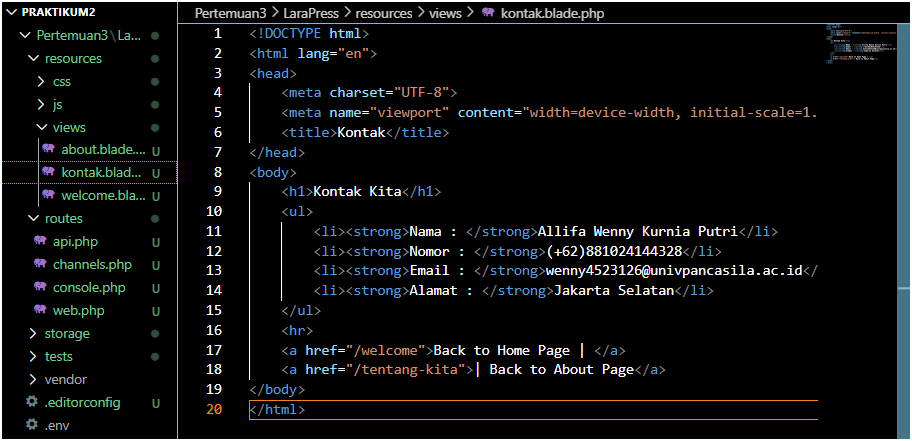 PRAKTIKUM2
Pertemuan3 \ La...
resources
css
js
views
about.blade.... U
kontak.blad... U
welcome.bla... U
routes
api.php U
channels.php U
console.php U
web.php U
storage
tests
vendor
.editorconfig U
.env
Pertemuan3 > LaraPress > resources > views > kontak.blade.php
1 <!DOCTYPE html>
2 <html lang="en">
3 <head>
4 <meta charset="UTF-8">
5 <meta name="viewport" content="width=device-width, initial-scale=1.
6 <title>Kontak</title>
7 </head>
8 <body>
9 <h1>Kontak Kita</h1>
10 <ul>
11 <li><strong>Nama : </strong>Allifa Wenny Kurnia Putri</li>
12 <li><strong>Nomor : </strong>(+62)881024144328</li>
13 <li><strong>Email : </strong>wenny4523126@univpancasila.ac.id</
14 <li><strong>Alamat : </strong>Jakarta Selatan</li>
15 </ul>
16 <hr>
17 <a href="/welcome">Back to Home Page | </a>
18 <a href="/tentang-kita">| Back to About Page</a>
19 </body>
20 </html>